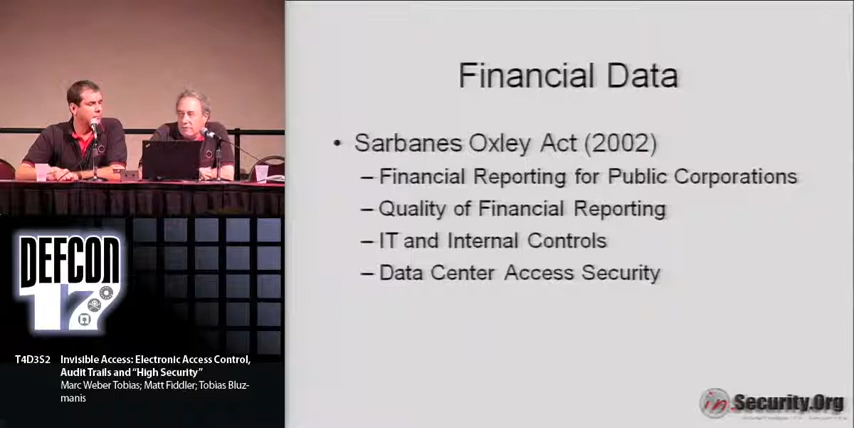 Financial Data
• Sarbanes Oxley Act (2002)
– Financial Reporting for Public Corporations
– Quality of Financial Reporting
– IT and Internal Controls
– Data Center Access Security
DEFCON
17
T4D3S2 Invisible Access: Electronic Access Control,
Audit Trails and “High Security”
Marc Weber Tobias; Matt Fiddler; Tobias Bluz-
manis
in.Security.Org